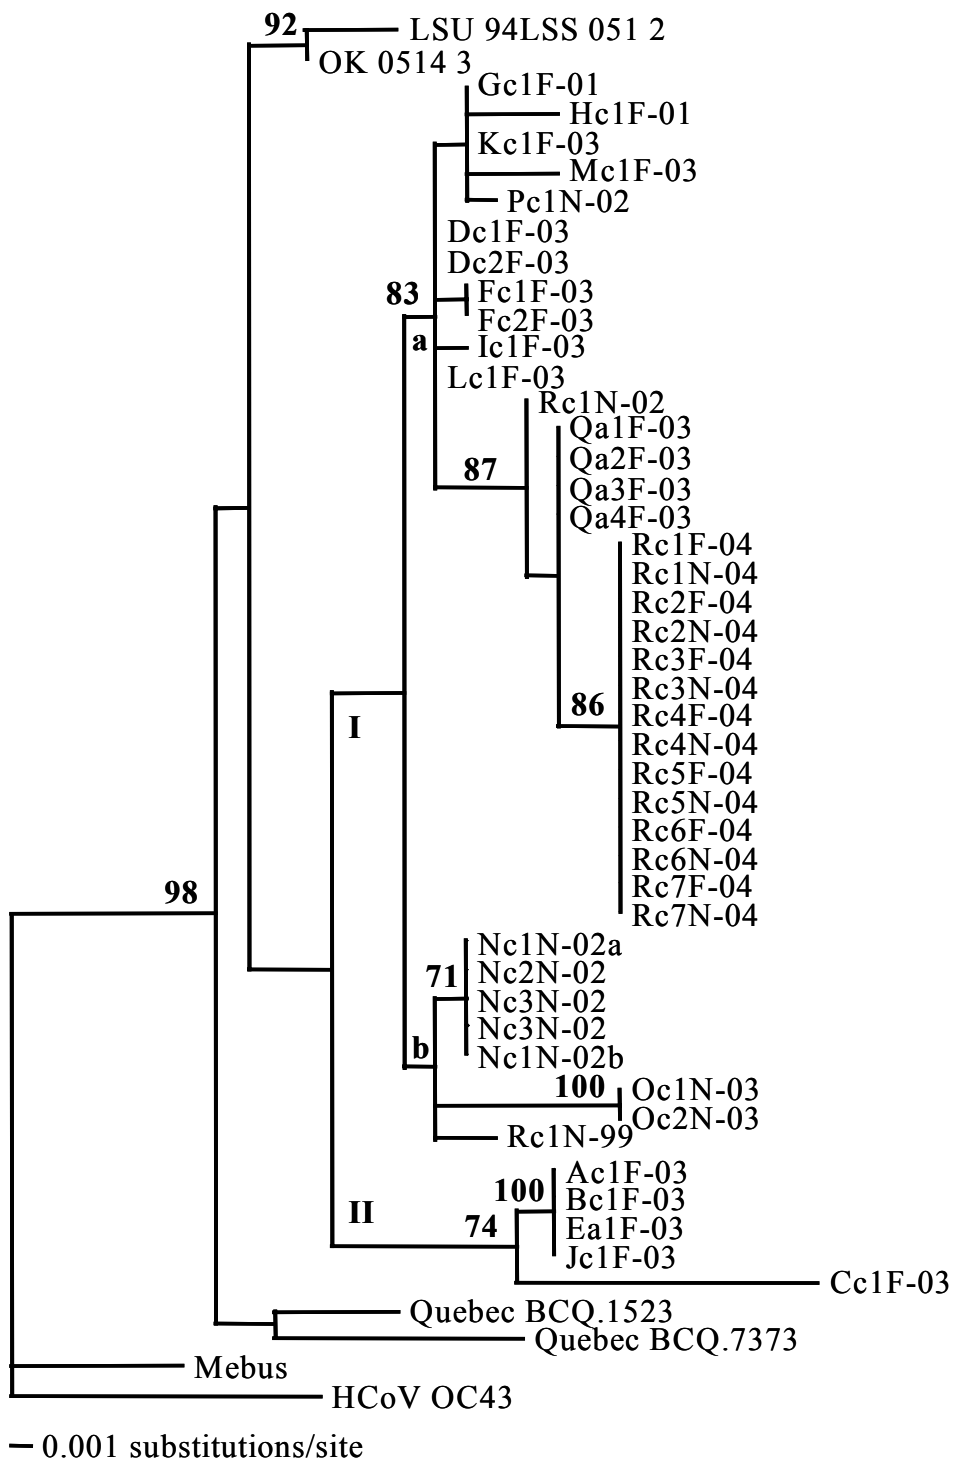 92
LSU 94LSS 051 2
OK 0514 3
Gc1F-01
Hc1F-01
Kc1F-03
Mc1F-03
Pc1N-02
Dc1F-03
Dc2F-03
83
Fc1F-03
Fc2F-03
a
Ic1F-03
Lc1F-03
Rc1N-02
Qa1F-03
Qa2F-03
87
Qa3F-03
Qa4F-03
Rc1F-04
Rc1N-04
Rc2F-04
Rc2N-04
Rc3F-04
Rc3N-04
86
Rc4F-04
I
Rc4N-04
Rc5F-04
Rc5N-04
Rc6F-04
Rc6N-04
Rc7F-04
98
Rc7N-04
Nc1N-02a
71
Nc2N-02
Nc3N-02
Nc3N-02
b
Nc1N-02b
100
Oc1N-03
Oc2N-03
Rc1N-99
Ac1F-03
100
Bc1F-03
II
74
Ea1F-03
Jc1F-03
Cc1F-03
Quebec BCQ.1523
Quebec BCQ.7373
Mebus
HCoV OC43
0.001 substitutions/site